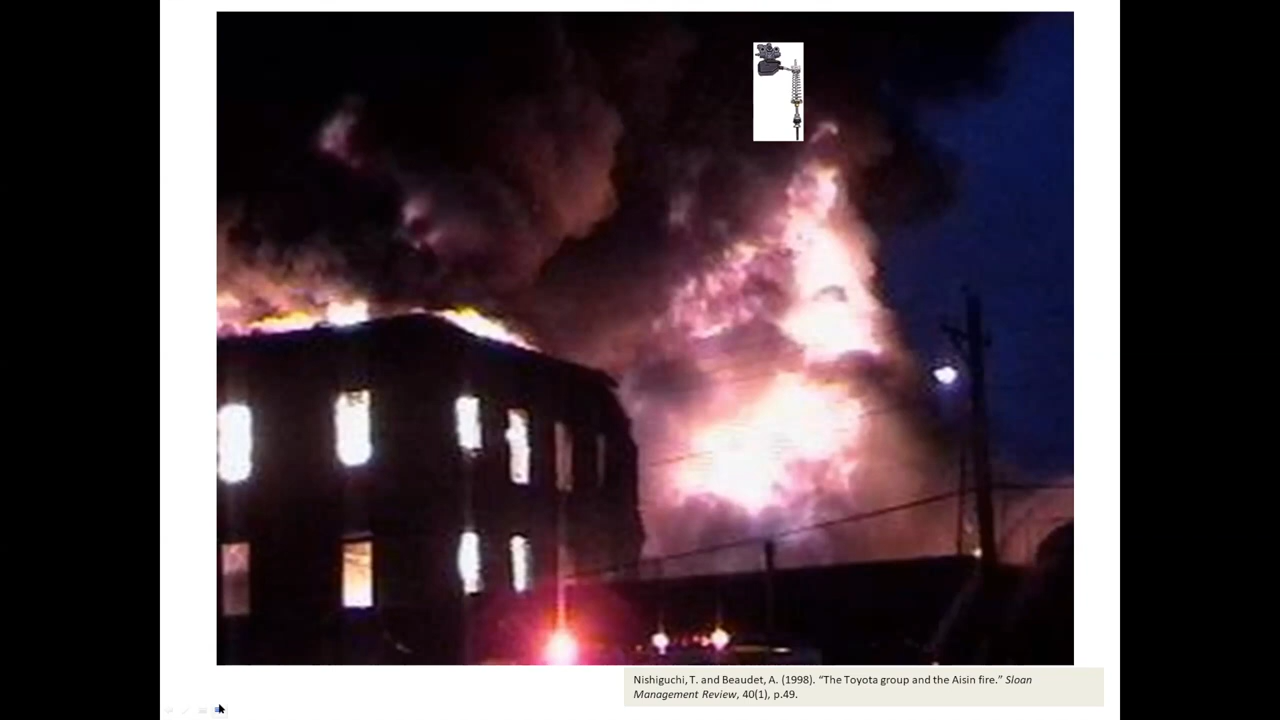 Nishiguchi, T. and Beaudet, A. (1998). “The Toyota group and the Aisin fire.” Sloan
Management Review, 40(1), p.49.